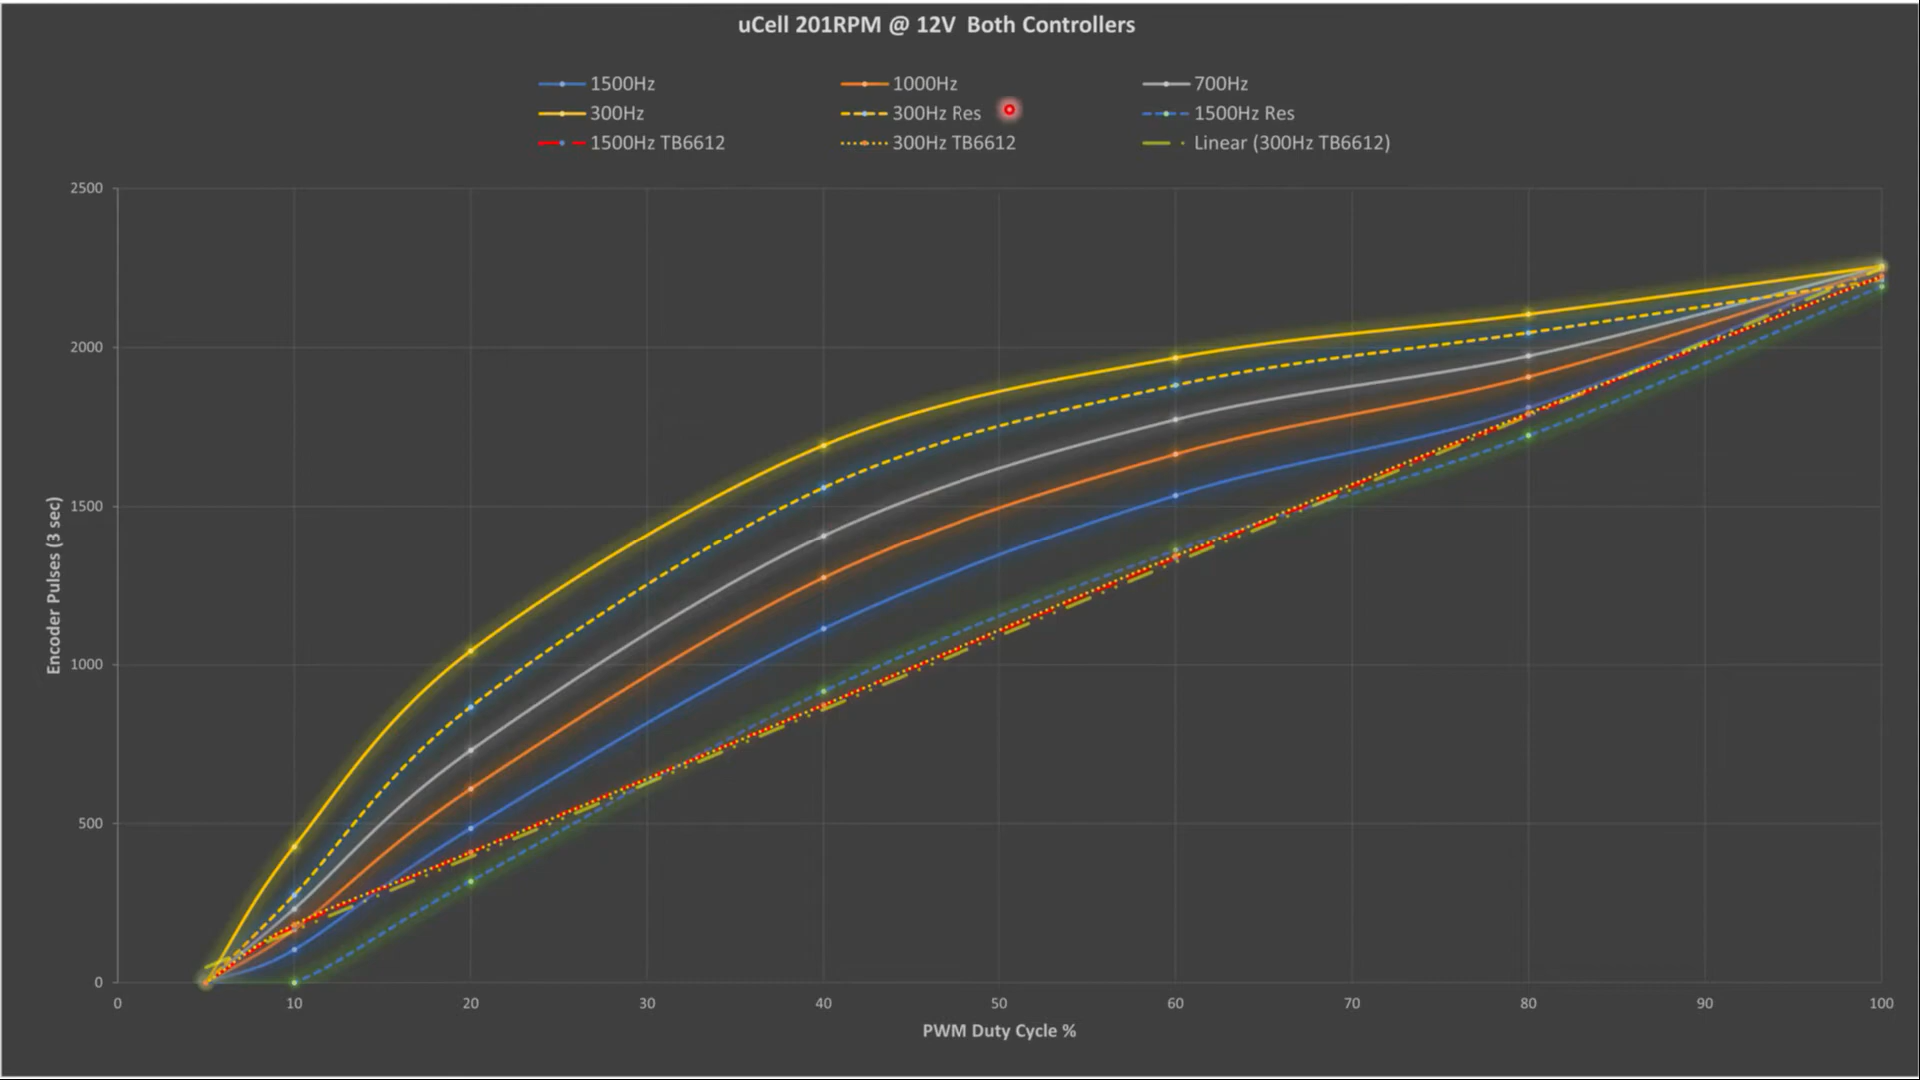 uCell 201RPM @ 12V Both Controllers
1500Hz 1000Hz 700Hz
300Hz 300Hz Res 1500Hz Res
1500Hz TB6612 300Hz TB6612 Linear (300Hz TB6612)
2500
2000
1500
1000
500
0
Encoder Pulses (3 sec)
0 10 20 30 40 50 60 70 80 90 100
PWM Duty Cycle %